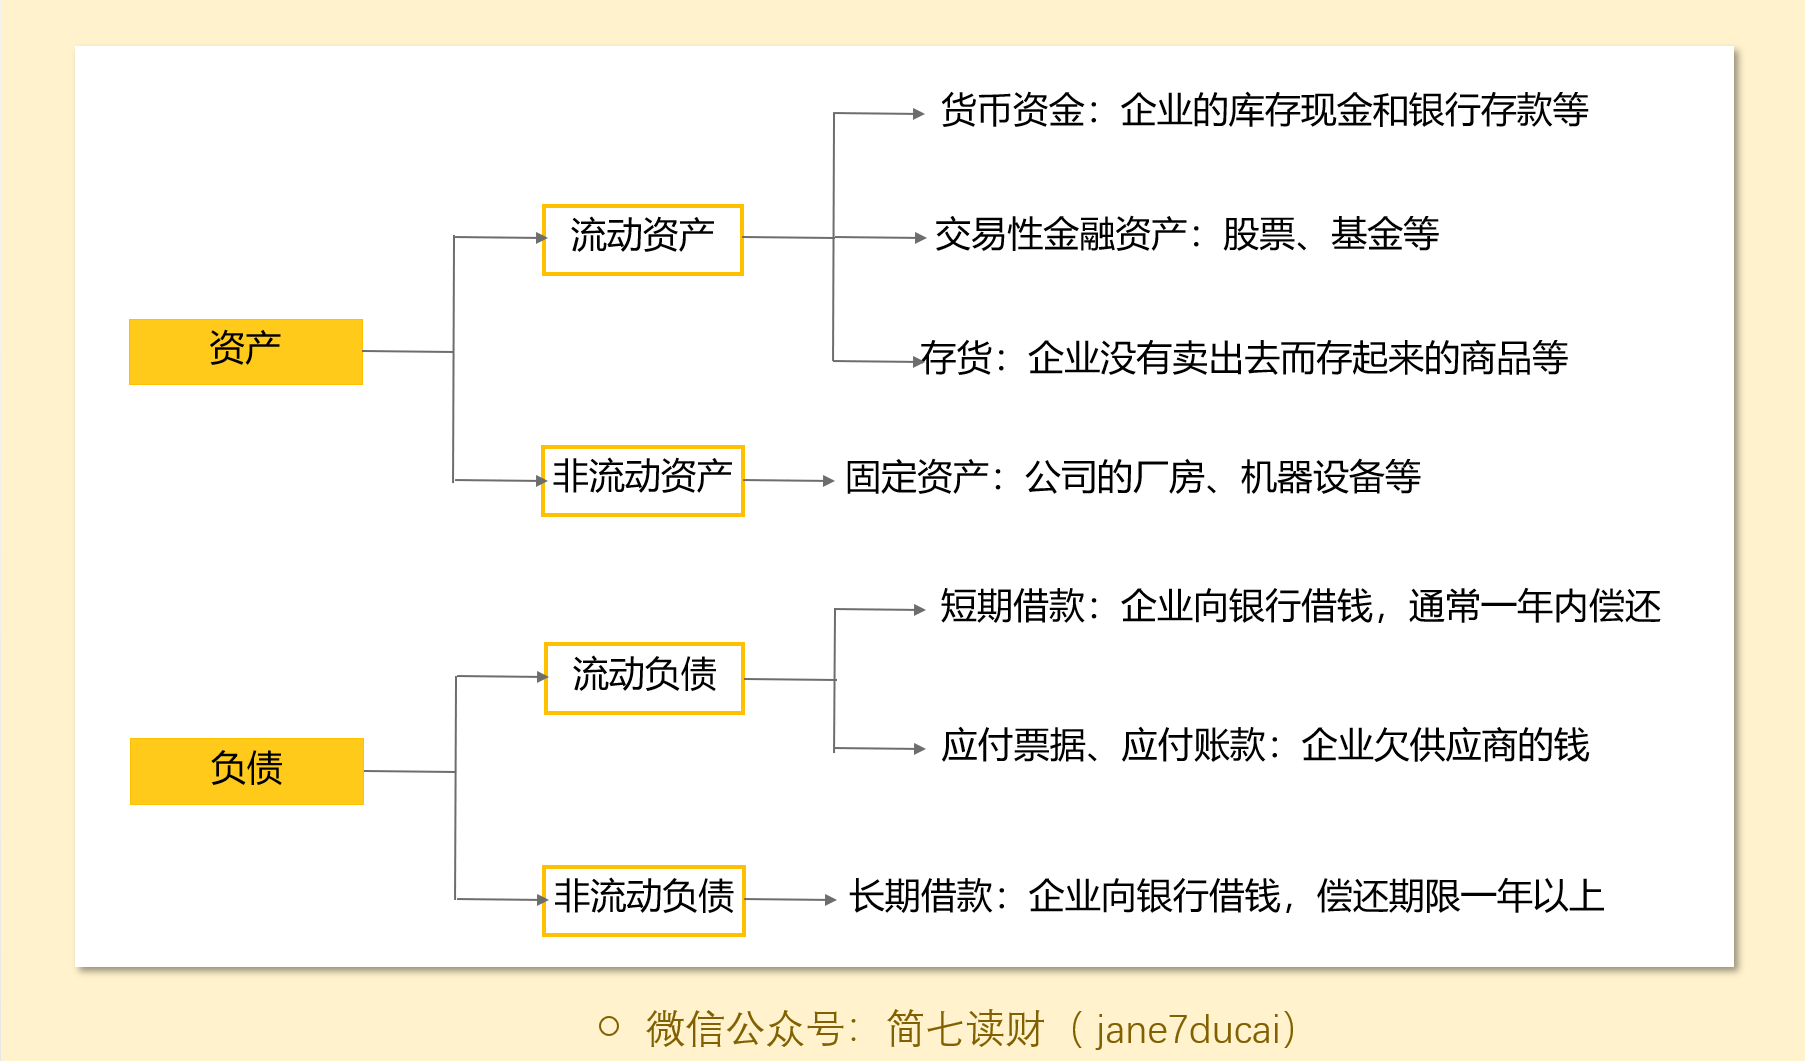 货币资金：企业的库存现金和银行存款等
流动资产
交易性金融资产：股票、基金等
资产
存货：企业没有卖出去而存起来的商品等
非流动资产
固定资产：公司的厂房、机器设备等
短期借款：企业向银行借钱，通常一年内偿还
流动负债
应付票据、应付账款：企业欠供应商的钱
负债
非流动负债
长期借款：企业向银行借钱，偿还期限一年以上
微信公众号：简七读财（jane7ducai）